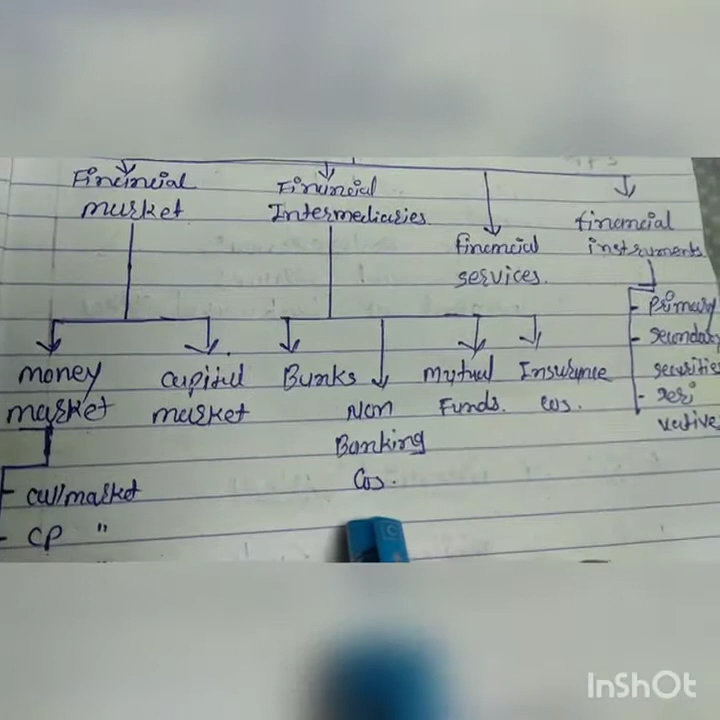 Financial
market
Financial
Intermediaries
financial
services.
financial
instruments
- Primary
- Secondary
securities
- Deri
vative
money
market
capital
market
Banks
Non
Banking
Cos.
Mutual
Funds.
Insurance
Cos.
- call market
- CP "
InShOt